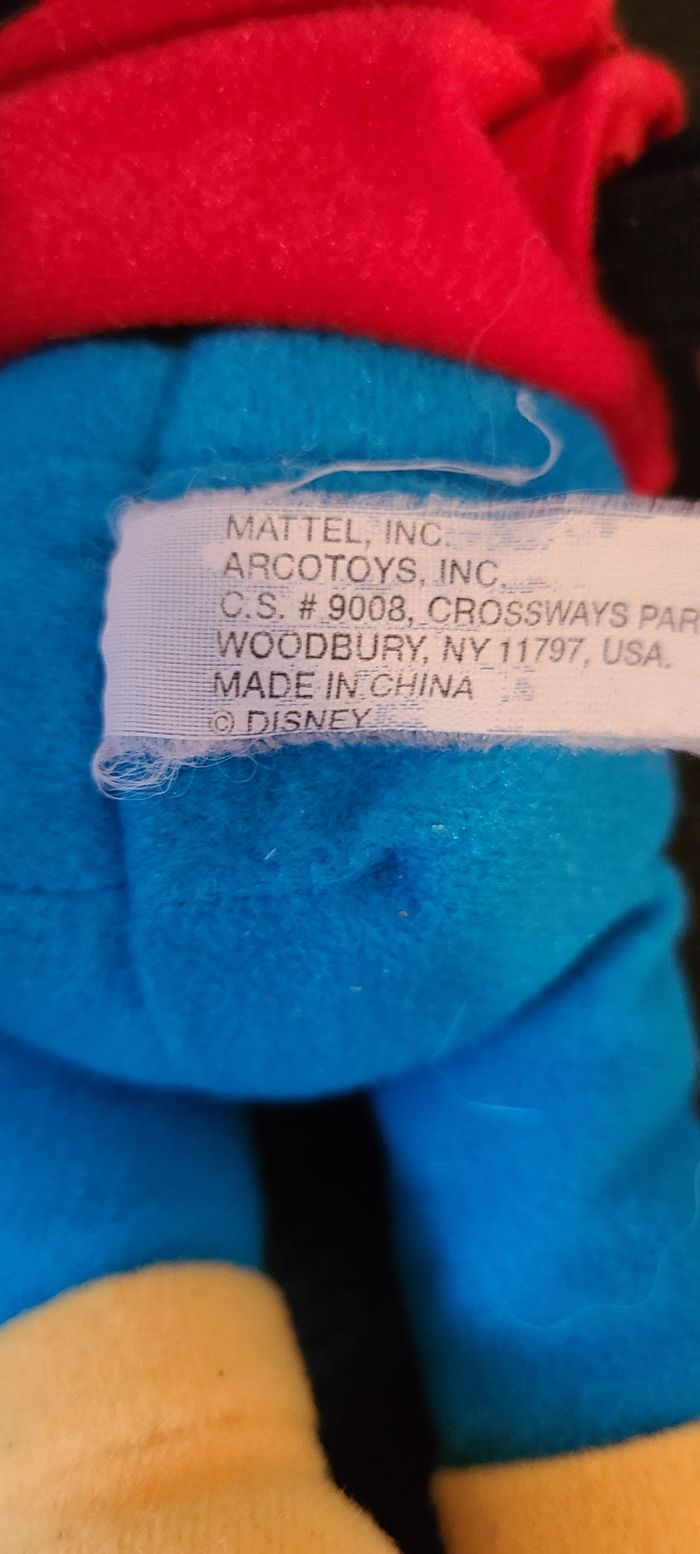 MATTEL, INC.
ARCOTOYS, INC.
C.S. # 9008, CROSSWAYS PAR
WOODBURY, NY 11797, USA.
MADE IN CHINA
© DISNEY